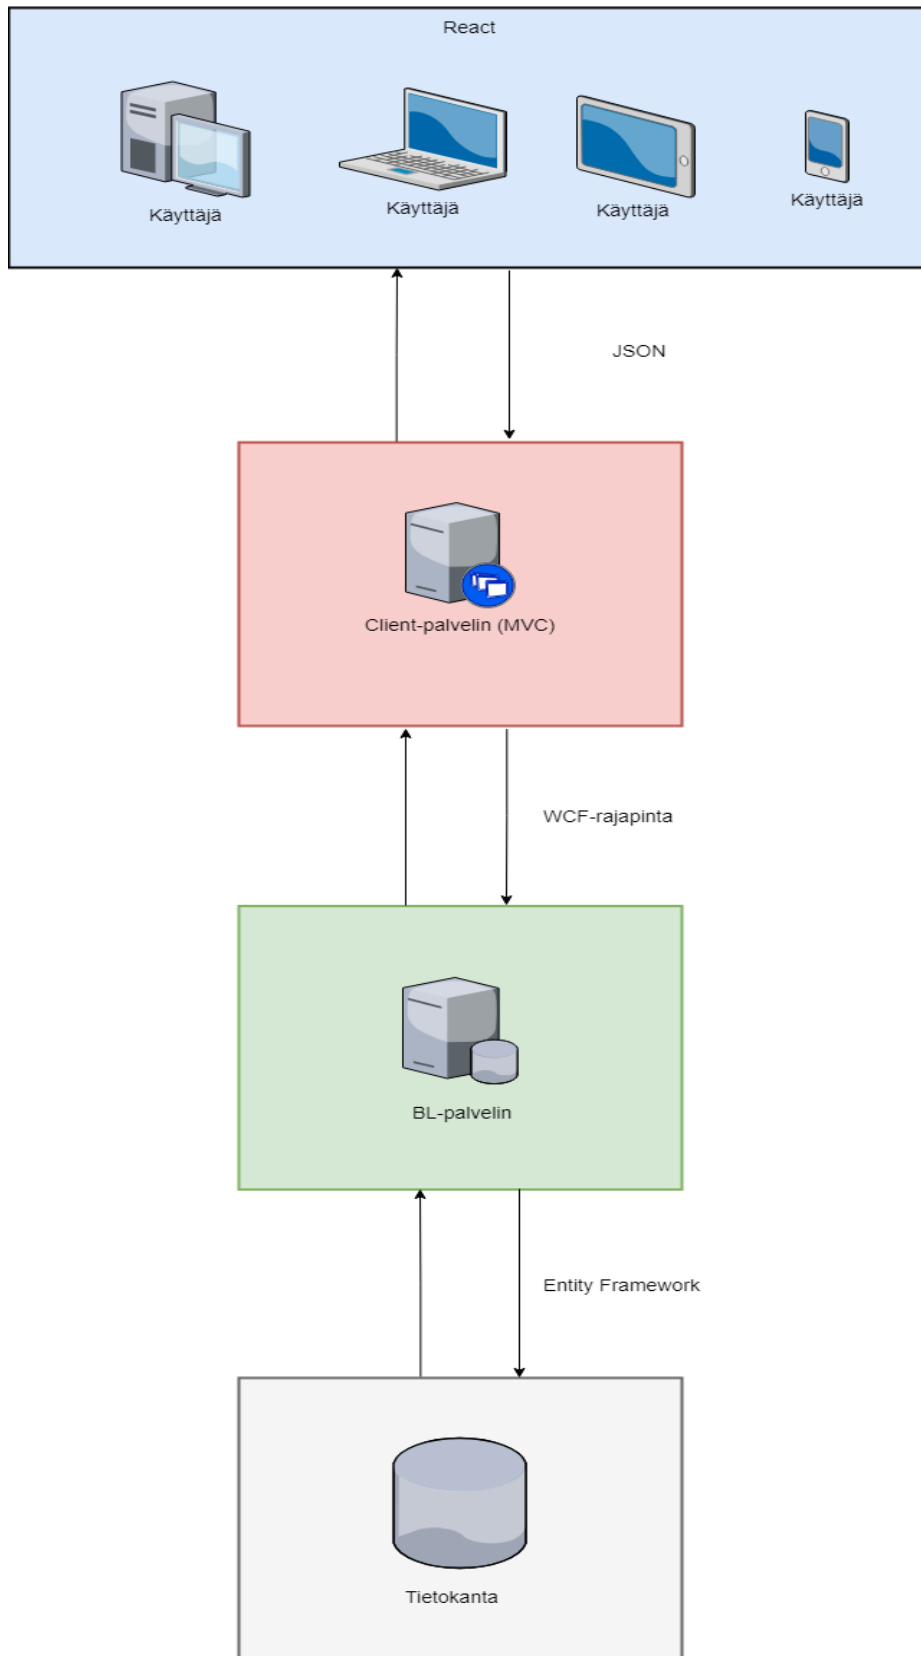 React
Käyttäjä
Käyttäjä
Käyttäjä
Käyttäjä
JSON
Client-palvelin (MVC)
WCF-rajapinta
BL-palvelin
Entity Framework
Tietokanta